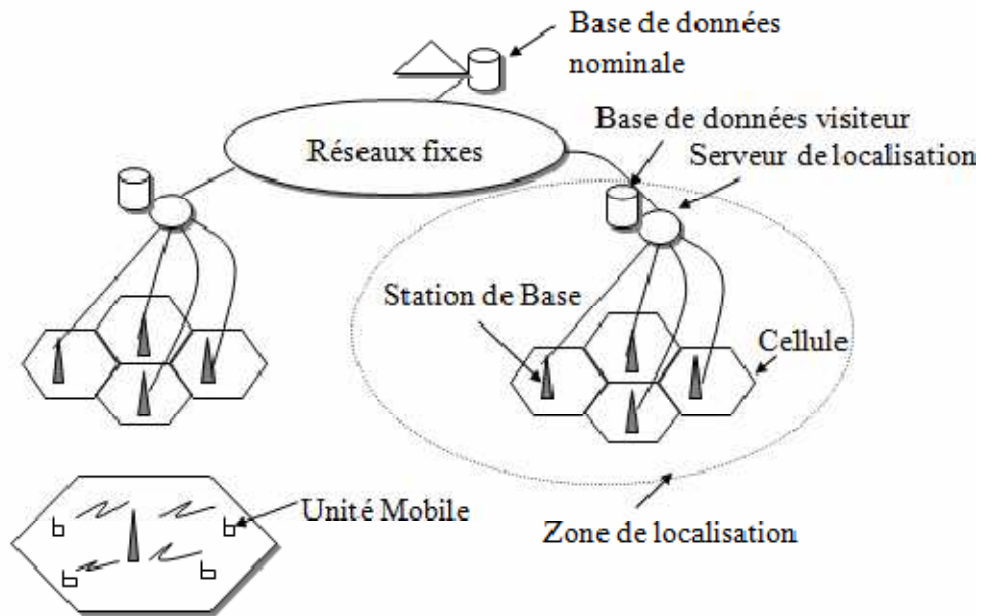 Base de données
nominale
Base de données visiteur
Serveur de localisation
Réseaux fixes
Station de Base
Cellule
Unité Mobile
Zone de localisation